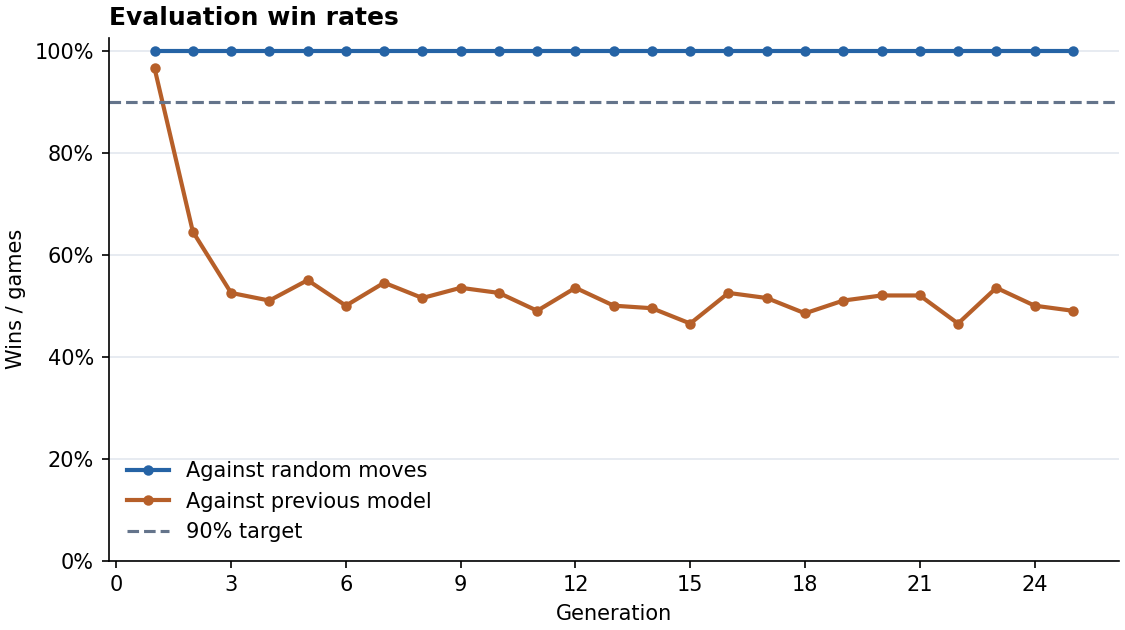 Evaluation win rates
100%
80%
60%
40%
20%
0%
Wins / games
Against random moves
Against previous model
90% target
0 3 6 9 12 15 18 21 24
Generation